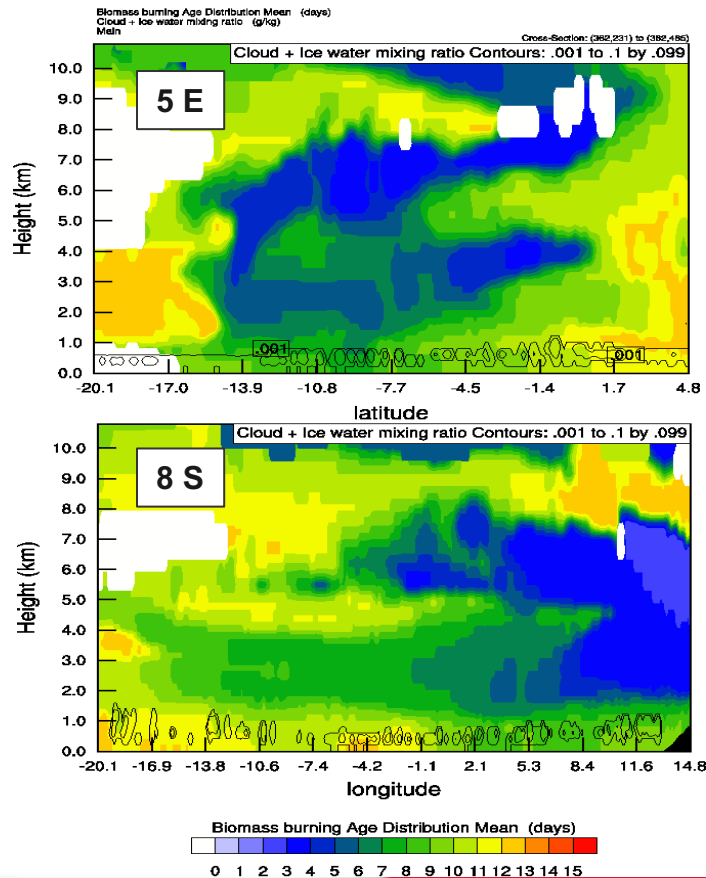 Biomass burning Age Distribution Mean (days)
Cloud + Ice water mixing ratio (g/kg)
Main
Cross-Section: (362,231) to (362,485)
Cloud + Ice water mixing ratio Contours: .001 to .1 by .099
5 E
10.0
9.0
8.0
7.0
6.0
5.0
4.0
3.0
2.0
1.0
0.0
Height (km)
.001
.001
-20.1 -17.0 -13.9 -10.8 -7.7 -4.5 -1.4 1.7 4.8
latitude
Cloud + Ice water mixing ratio Contours: .001 to .1 by .099
8 S
10.0
9.0
8.0
7.0
6.0
5.0
4.0
3.0
2.0
1.0
0.0
Height (km)
-20.1 -16.9 -13.8 -10.6 -7.4 -4.2 -1.1 2.1 5.3 8.4 11.6 14.8
longitude
Biomass burning Age Distribution Mean (days)
0 1 2 3 4 5 6 7 8 9 10 11 12 13 14 15